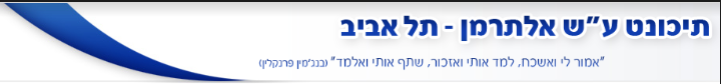 תיכונט ע"ש אלתרמן - תל אביב
"אמור לי ואשכח, למד אותי ואזכור, שתף אותי ואלמד" (בנג'מין פרנקלין)